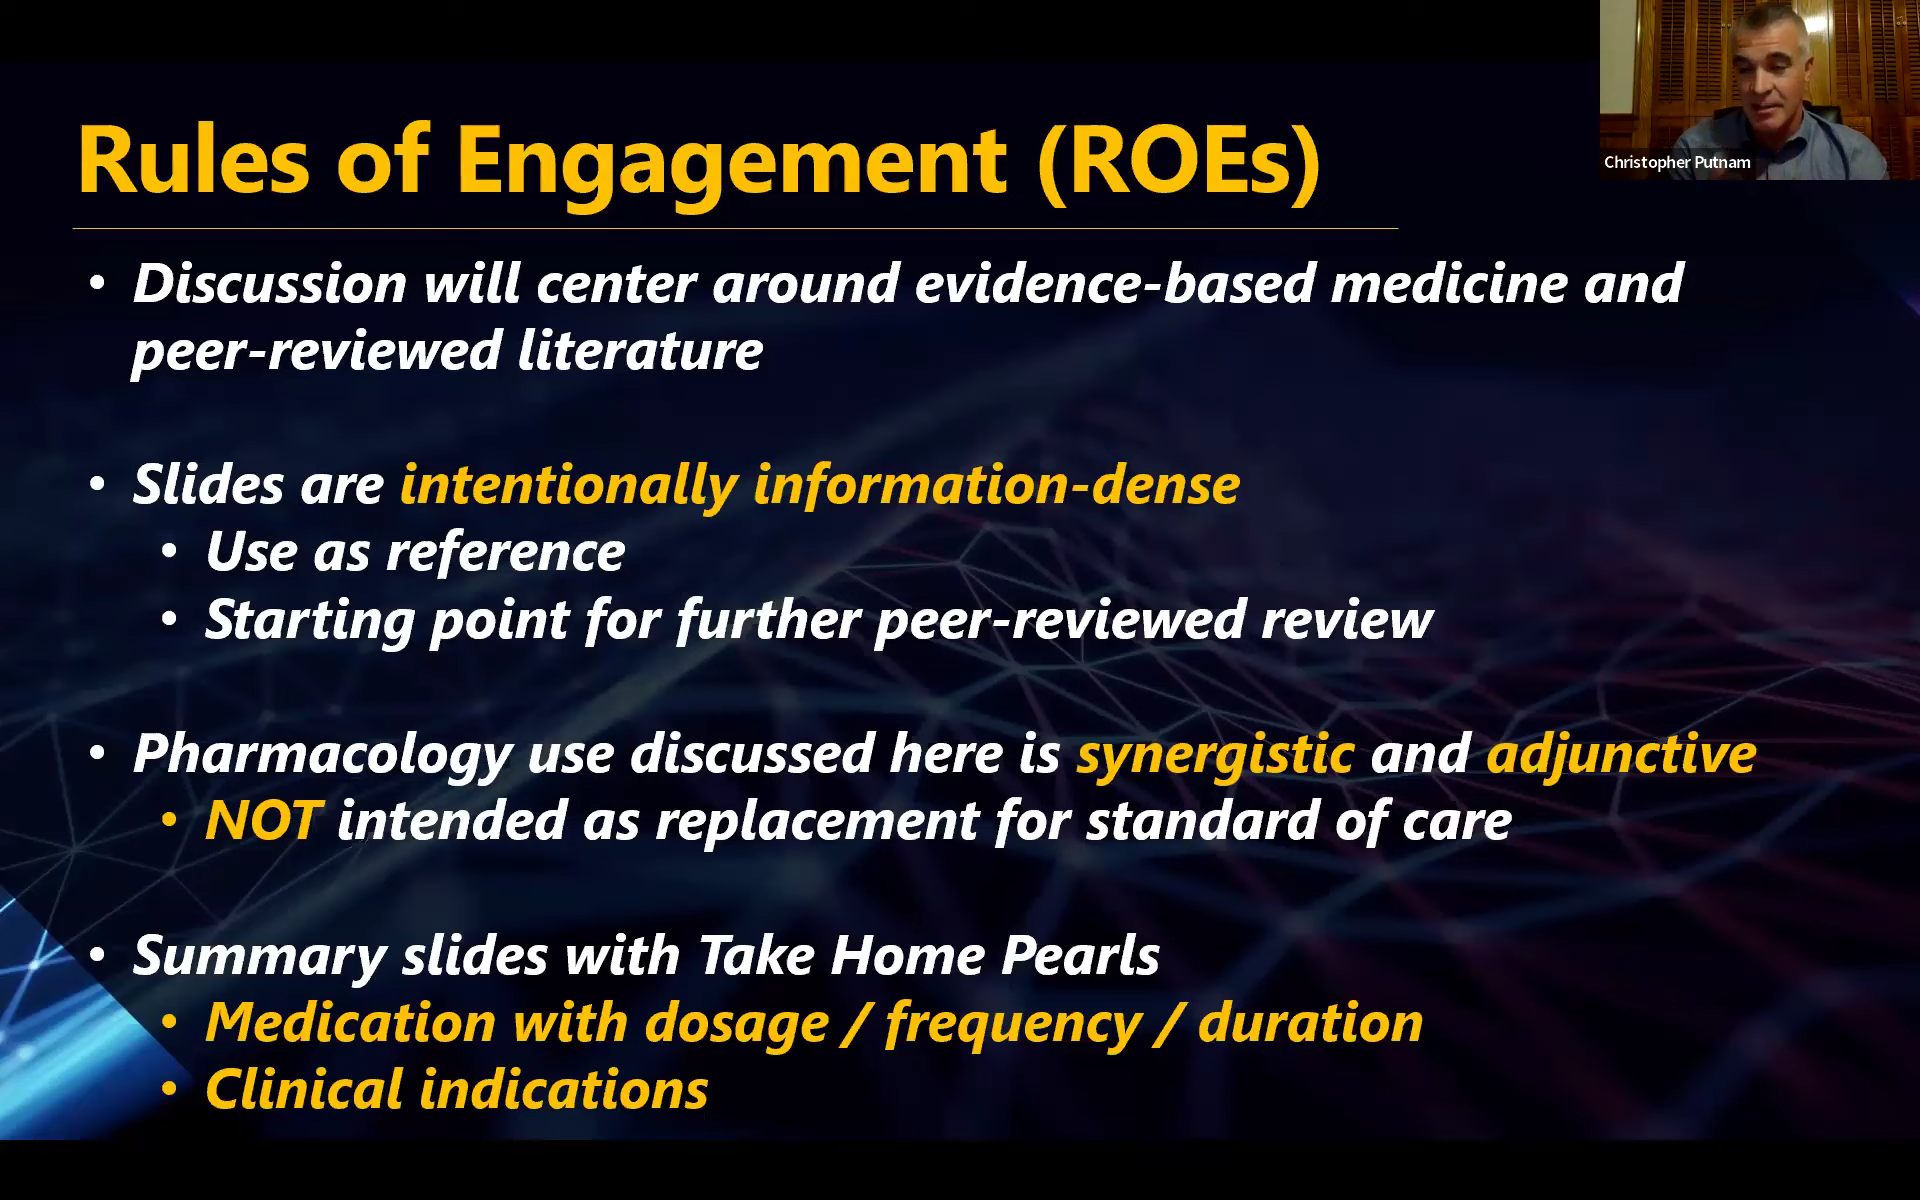 Rules of Engagement (ROEs)
Christopher Putnam
• Discussion will center around evidence-based medicine and
peer-reviewed literature
• Slides are intentionally information-dense
• Use as reference
• Starting point for further peer-reviewed review
• Pharmacology use discussed here is synergistic and adjunctive
• NOT intended as replacement for standard of care
• Summary slides with Take Home Pearls
• Medication with dosage / frequency / duration
• Clinical indications